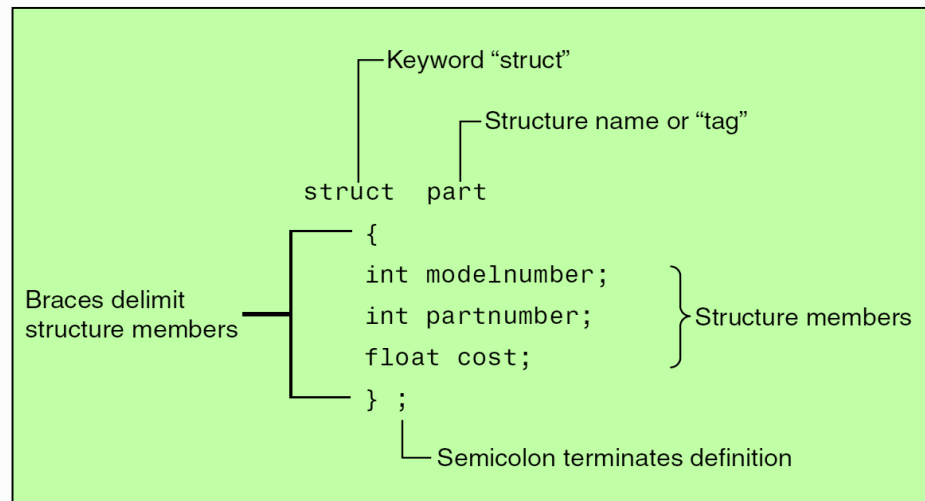 Keyword “struct”
Structure name or “tag”
struct part
{
int modelnumber;
int partnumber;
float cost;
} ;
Braces delimit
structure members
Structure members
Semicolon terminates definition